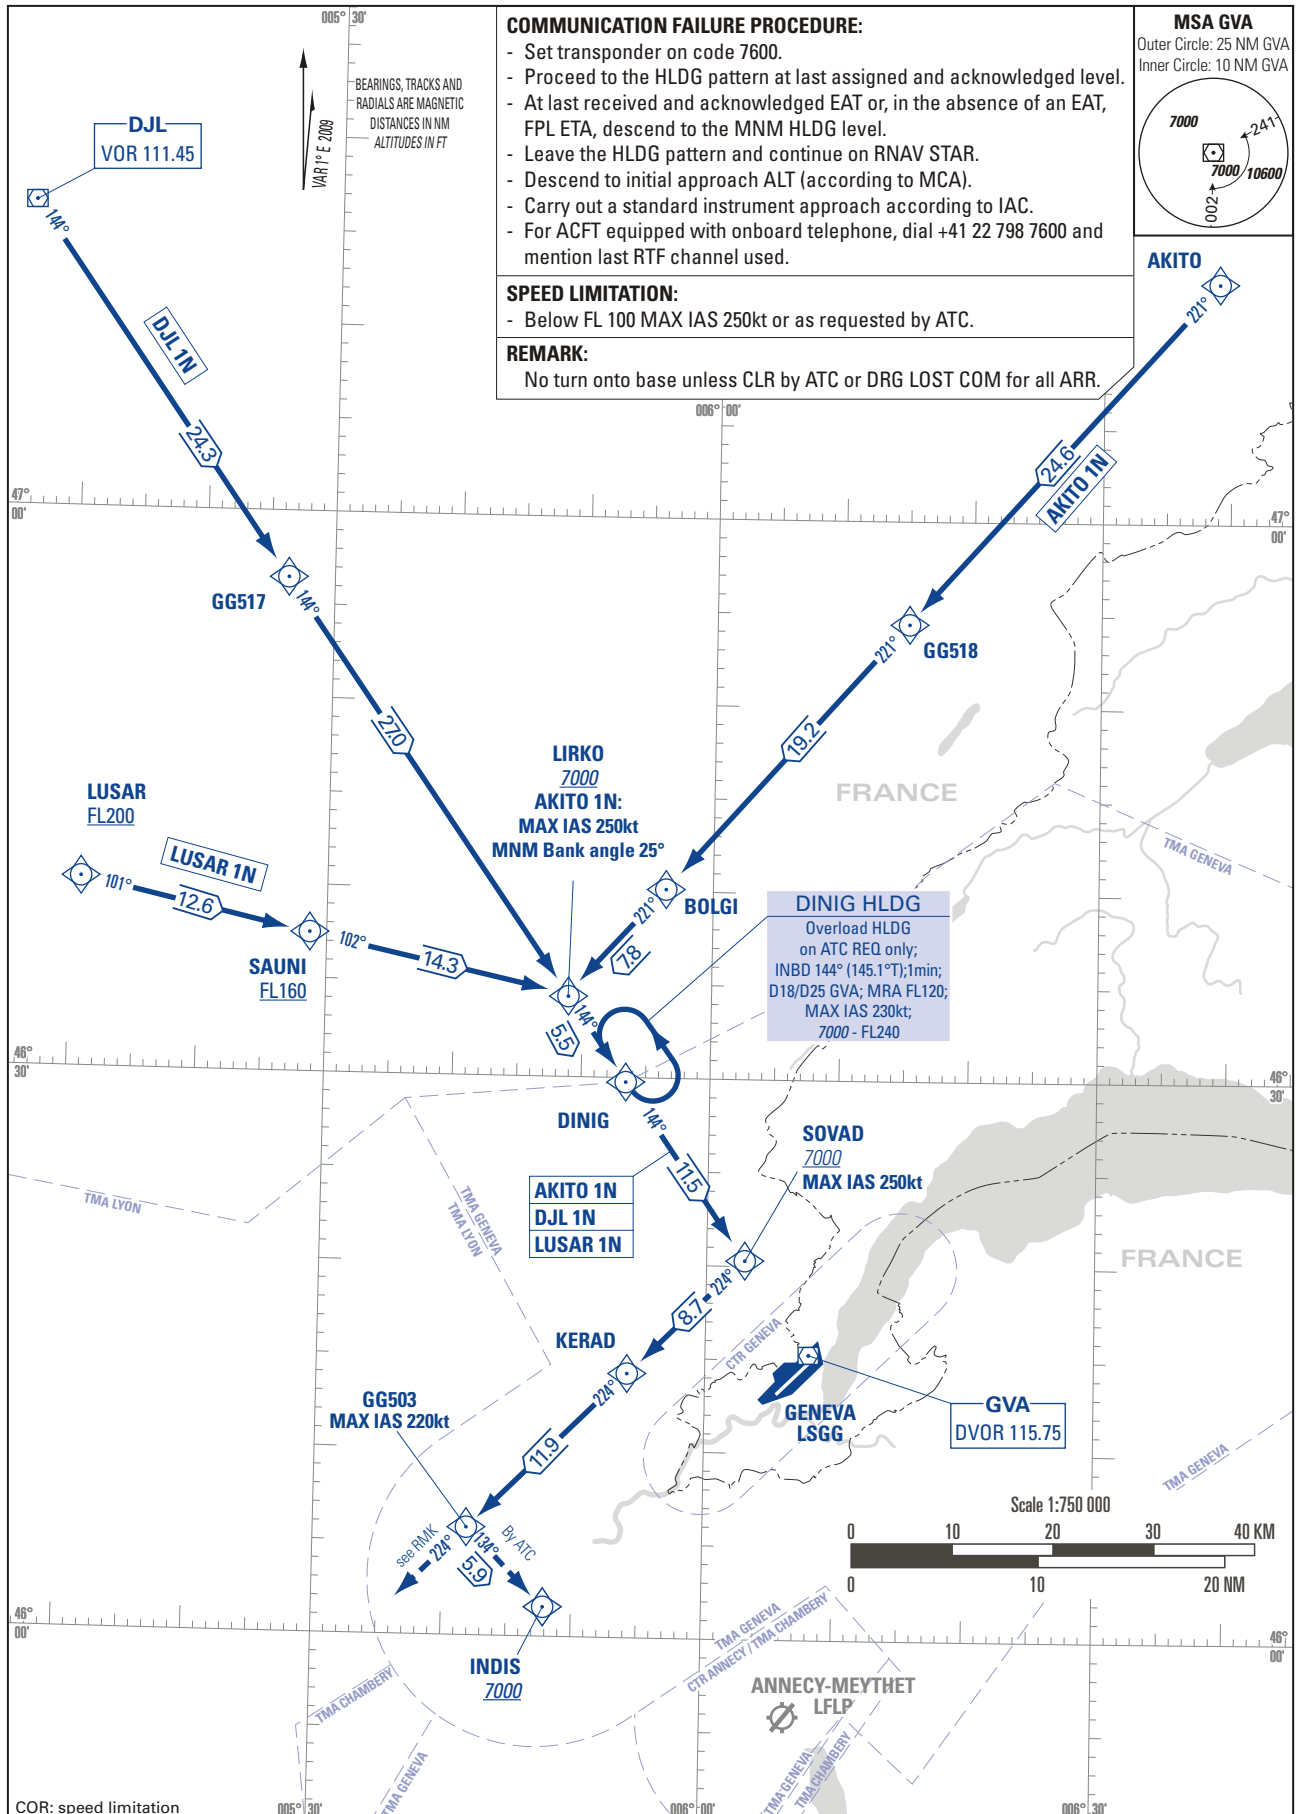 005° 30'
COMMUNICATION FAILURE PROCEDURE:
- Set transponder on code 7600.
- Proceed to the HLDG pattern at last assigned and acknowledged level.
- At last received and acknowledged EAT or, in the absence of an EAT,
FPL ETA, descend to the MNM HLDG level.
- Leave the HLDG pattern and continue on RNAV STAR.
- Descend to initial approach ALT (according to MCA).
- Carry out a standard instrument approach according to IAC.
- For ACFT equipped with onboard telephone, dial +41 22 798 7600 and
mention last RTF channel used.
SPEED LIMITATION:
- Below FL 100 MAX IAS 250kt or as requested by ATC.
REMARK:
No turn onto base unless CLR by ATC or DRG LOST COM for all ARR.
MSA GVA
Outer Circle: 25 NM GVA
Inner Circle: 10 NM GVA
7000
241
7000
10600
002
BEARINGS, TRACKS AND
RADIALS ARE MAGNETIC
DISTANCES IN NM
ALTITUDES IN FT
VAR 1° E 2009
DJL
VOR 111.45
144°
DJL 1N
24.3
AKITO
221°
006° 00'
24.6
AKITO 1N
47°
00'
47°
00'
GG517
144°
GG518
221°
27.0
19.2
LIRKO
7000
AKITO 1N:
MAX IAS 250kt
MNM Bank angle 25°
FRANCE
LUSAR
FL200
LUSAR 1N
101°
12.6
TMA GENEVA
BOLGI
221°
7.8
DINIG HLDG
Overload HLDG
on ATC REQ only;
INBD 144° (145.1°T);1min;
D18/D25 GVA; MRA FL120;
MAX IAS 230kt;
7000 - FL240
SAUNI
FL160
102°
14.3
144°
5.5
46°
30'
46°
30'
DINIG
144°
SOVAD
7000
MAX IAS 250kt
11.5
AKITO 1N
DJL 1N
LUSAR 1N
TMA LYON
TMA GENEVA
TMA LYON
FRANCE
224°
8.7
KERAD
224°
CTR GENEVA
GENEVA
LSGG
GVA
DVOR 115.75
GG503
MAX IAS 220kt
11.9
TMA GENEVA
see RMK
224°
134°
By ATC
5.9
Scale 1:750 000
0 10 20 30 40 KM
0 10 20 NM
46°
00'
46°
00'
INDIS
7000
TMA GENEVA
CTR ANNECY / TMA CHAMBERY
TMA CHAMBERY
ANNECY-MEYTHET
LFLP
TMA GENEVA
TMA GENEVA
TMA CHAMBERY
COR: speed limitation
005° 30'
006° 00'
006° 30'